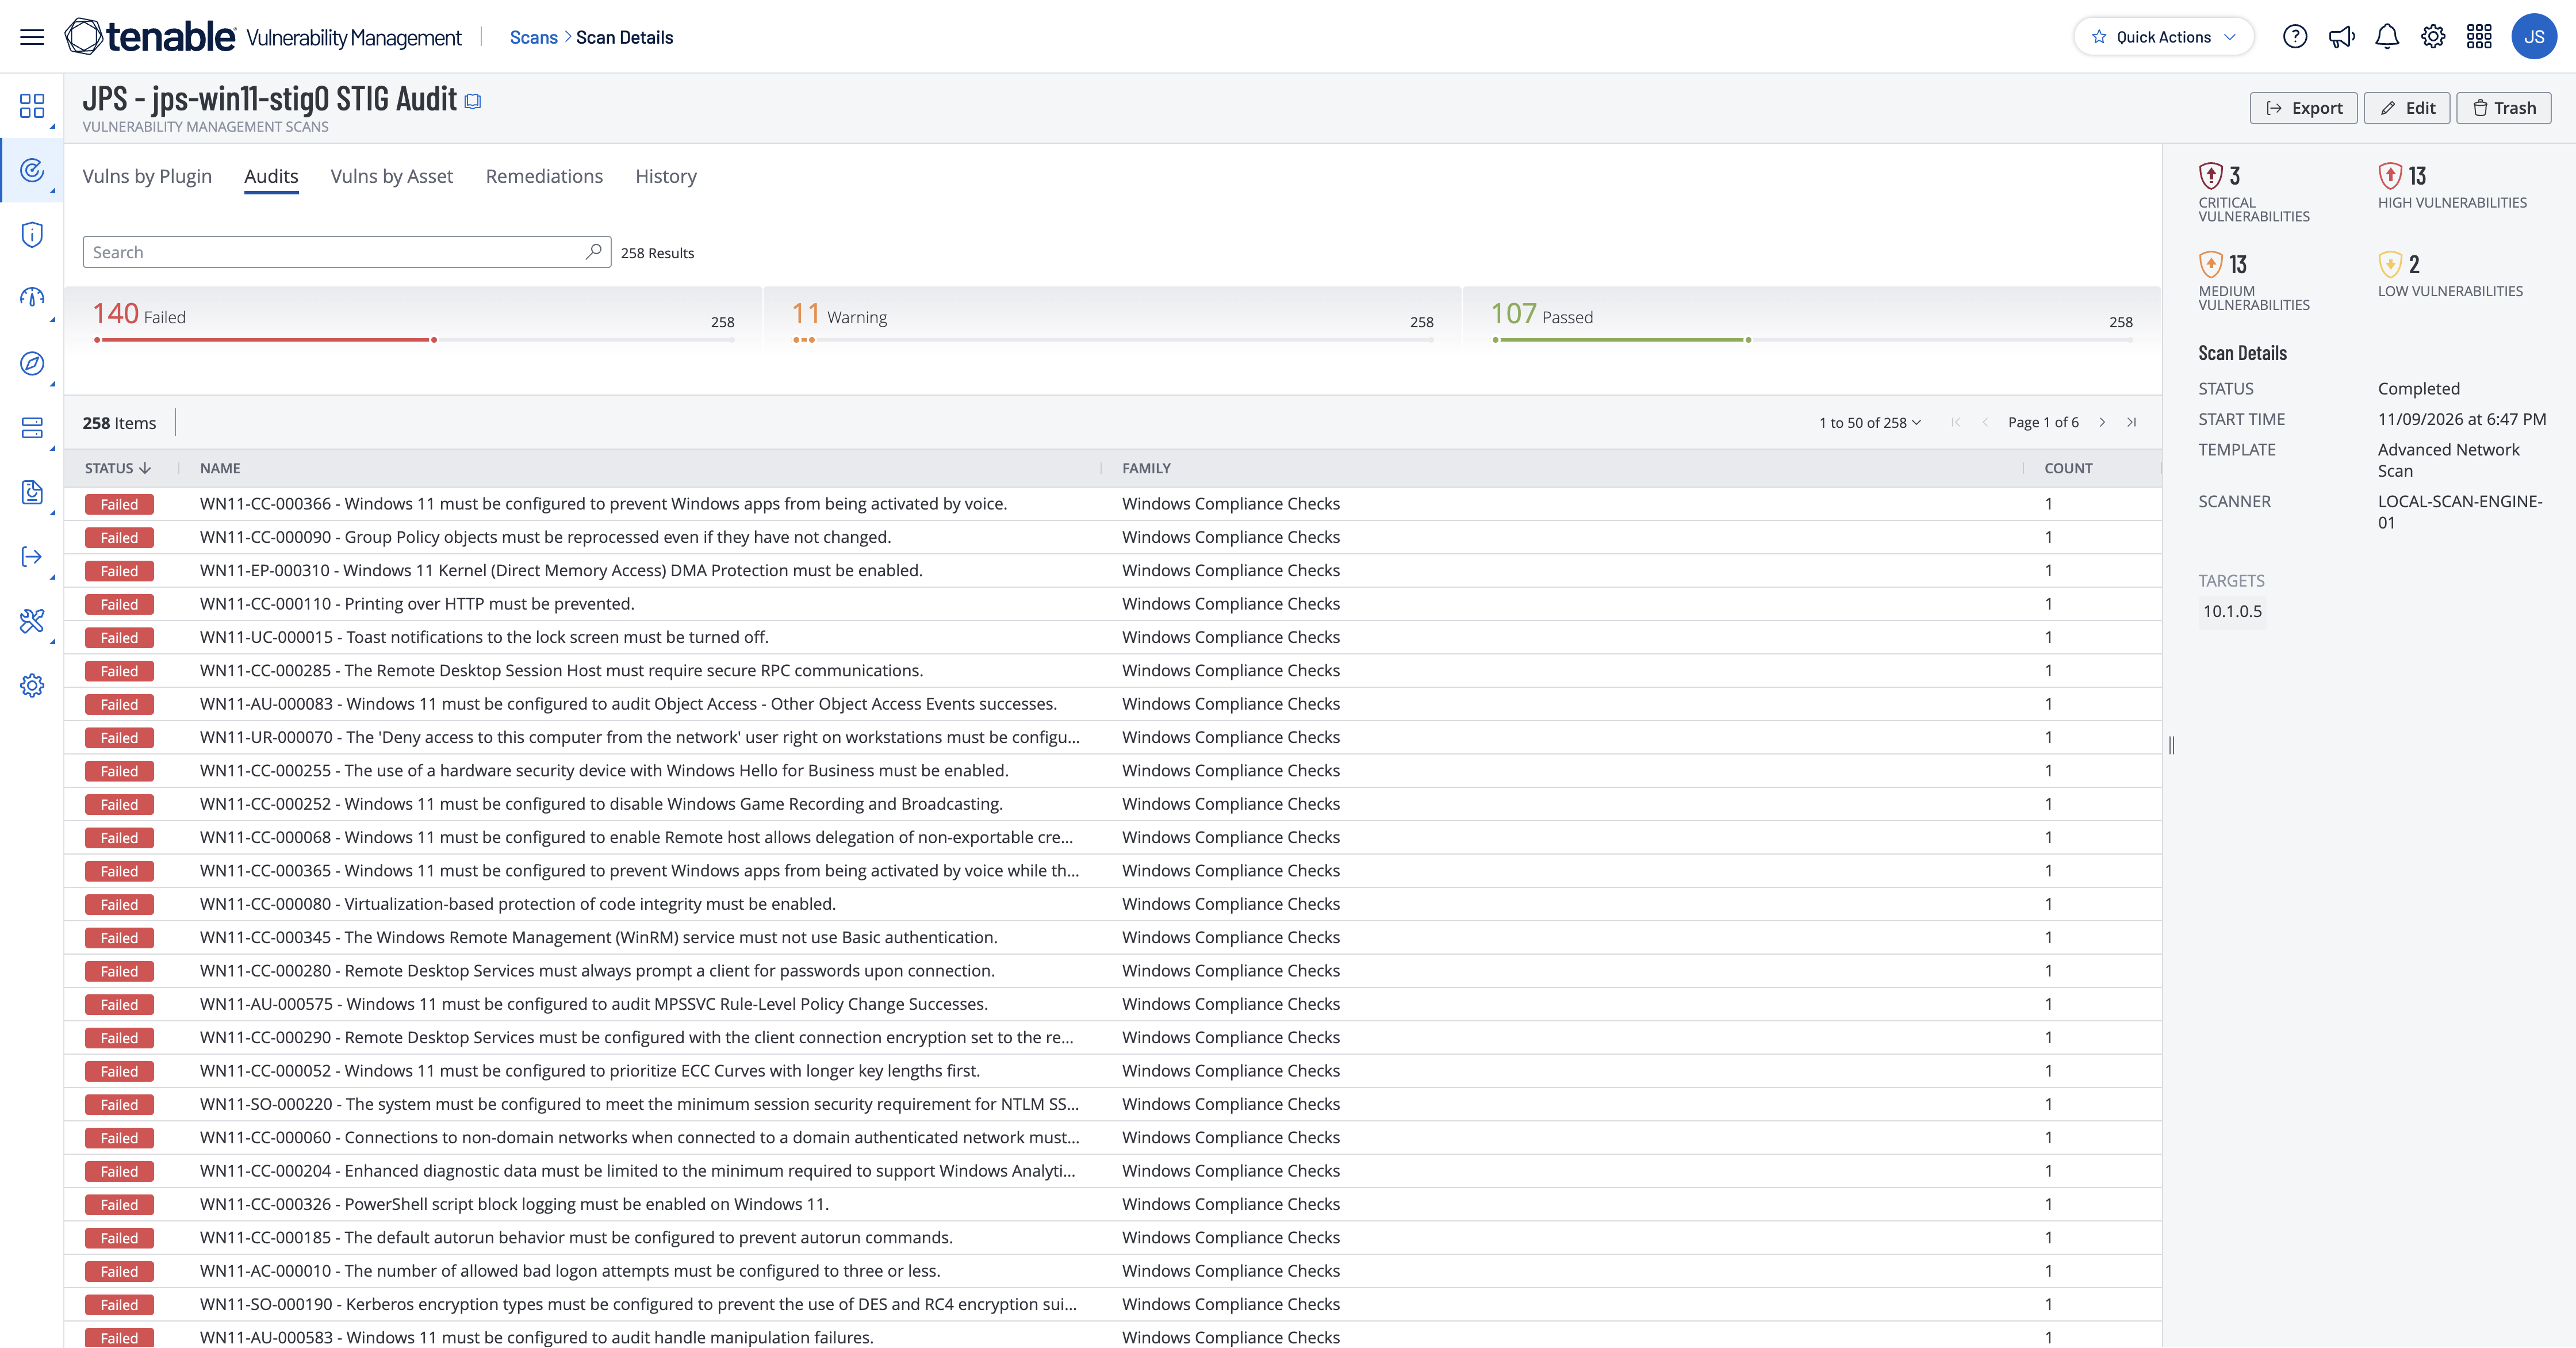 tenable Vulnerability Management
Scans > Scan Details
Quick Actions
JS
JPS - jps-win11-stig0 STIG Audit
VULNERABILITY MANAGEMENT SCANS
Export
Edit
Trash
Vulns by Plugin
Audits
Vulns by Asset
Remediations
History
Search
258 Results
140 Failed
258
11 Warning
258
107 Passed
258
258 Items
1 to 50 of 258
Page 1 of 6
STATUS NAME FAMILY COUNT
Failed WN11-CC-000366 - Windows 11 must be configured to prevent Windows apps from being activated by voice. Windows Compliance Checks 1
Failed WN11-CC-000090 - Group Policy objects must be reprocessed even if they have not changed. Windows Compliance Checks 1
Failed WN11-EP-000310 - Windows 11 Kernel (Direct Memory Access) DMA Protection must be enabled. Windows Compliance Checks 1
Failed WN11-CC-000110 - Printing over HTTP must be prevented. Windows Compliance Checks 1
Failed WN11-UC-000015 - Toast notifications to the lock screen must be turned off. Windows Compliance Checks 1
Failed WN11-CC-000285 - The Remote Desktop Session Host must require secure RPC communications. Windows Compliance Checks 1
Failed WN11-AU-000083 - Windows 11 must be configured to audit Object Access - Other Object Access Events successes. Windows Compliance Checks 1
Failed WN11-UR-000070 - The 'Deny access to this computer from the network' user right on workstations must be configu... Windows Compliance Checks 1
Failed WN11-CC-000255 - The use of a hardware security device with Windows Hello for Business must be enabled. Windows Compliance Checks 1
Failed WN11-CC-000252 - Windows 11 must be configured to disable Windows Game Recording and Broadcasting. Windows Compliance Checks 1
Failed WN11-CC-000068 - Windows 11 must be configured to enable Remote host allows delegation of non-exportable cre... Windows Compliance Checks 1
Failed WN11-CC-000365 - Windows 11 must be configured to prevent Windows apps from being activated by voice while th... Windows Compliance Checks 1
Failed WN11-CC-000080 - Virtualization-based protection of code integrity must be enabled. Windows Compliance Checks 1
Failed WN11-CC-000345 - The Windows Remote Management (WinRM) service must not use Basic authentication. Windows Compliance Checks 1
Failed WN11-CC-000280 - Remote Desktop Services must always prompt a client for passwords upon connection. Windows Compliance Checks 1
Failed WN11-AU-000575 - Windows 11 must be configured to audit MPSSVC Rule-Level Policy Change Successes. Windows Compliance Checks 1
Failed WN11-CC-000290 - Remote Desktop Services must be configured with the client connection encryption set to the re... Windows Compliance Checks 1
Failed WN11-CC-000052 - Windows 11 must be configured to prioritize ECC Curves with longer key lengths first. Windows Compliance Checks 1
Failed WN11-SO-000220 - The system must be configured to meet the minimum session security requirement for NTLM SS... Windows Compliance Checks 1
Failed WN11-CC-000060 - Connections to non-domain networks when connected to a domain authenticated network must... Windows Compliance Checks 1
Failed WN11-CC-000204 - Enhanced diagnostic data must be limited to the minimum required to support Windows Analyti... Windows Compliance Checks 1
Failed WN11-CC-000326 - PowerShell script block logging must be enabled on Windows 11. Windows Compliance Checks 1
Failed WN11-CC-000185 - The default autorun behavior must be configured to prevent autorun commands. Windows Compliance Checks 1
Failed WN11-AC-000010 - The number of allowed bad logon attempts must be configured to three or less. Windows Compliance Checks 1
Failed WN11-SO-000190 - Kerberos encryption types must be configured to prevent the use of DES and RC4 encryption sui... Windows Compliance Checks 1
Failed WN11-AU-000583 - Windows 11 must be configured to audit handle manipulation failures. Windows Compliance Checks 1
3
CRITICAL
VULNERABILITIES
13
HIGH VULNERABILITIES
13
MEDIUM
VULNERABILITIES
2
LOW VULNERABILITIES
Scan Details
STATUS Completed
START TIME 11/09/2026 at 6:47 PM
TEMPLATE Advanced Network
Scan
SCANNER LOCAL-SCAN-ENGINE-
01
TARGETS
10.1.0.5